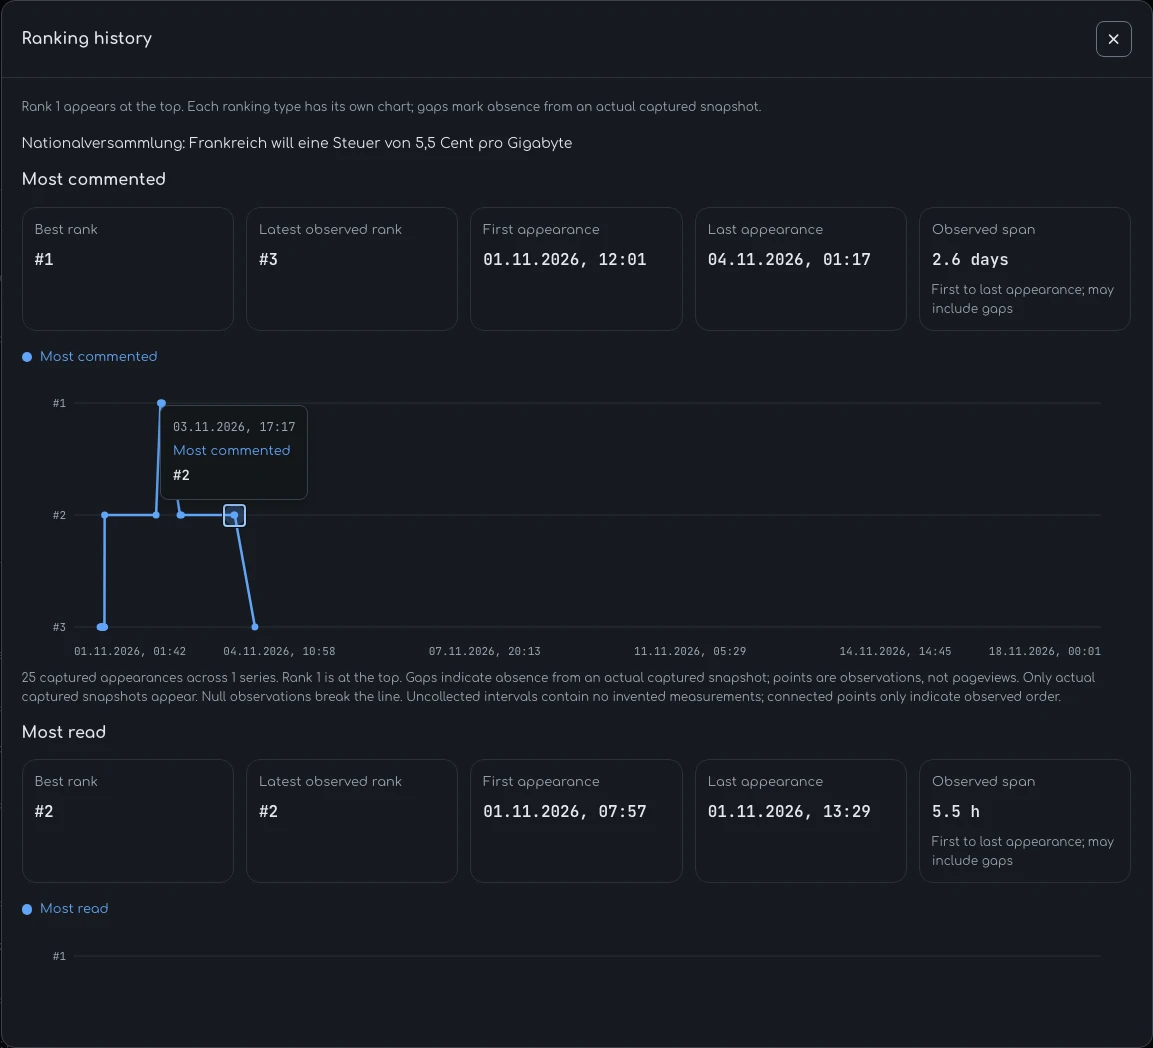 Ranking history
Rank 1 appears at the top. Each ranking type has its own chart; gaps mark absence from an actual captured snapshot.
Nationalversammlung: Frankreich will eine Steuer von 5,5 Cent pro Gigabyte
Most commented
Best rank
#1
Latest observed rank
#3
First appearance
01.11.2026, 12:01
Last appearance
04.11.2026, 01:17
Observed span
2.6 days
First to last appearance; may
include gaps
Most commented
#1
03.11.2026, 17:17
Most commented
#2
#2
#3
01.11.2026, 01:42
04.11.2026, 10:58
07.11.2026, 20:13
11.11.2026, 05:29
14.11.2026, 14:45
18.11.2026, 00:01
25 captured appearances across 1 series. Rank 1 is at the top. Gaps indicate absence from an actual captured snapshot; points are observations, not pageviews. Only actual
captured snapshots appear. Null observations break the line. Uncollected intervals contain no invented measurements; connected points only indicate observed order.
Most read
Best rank
#2
Latest observed rank
#2
First appearance
01.11.2026, 07:57
Last appearance
01.11.2026, 13:29
Observed span
5.5 h
First to last appearance; may
include gaps
Most read
#1